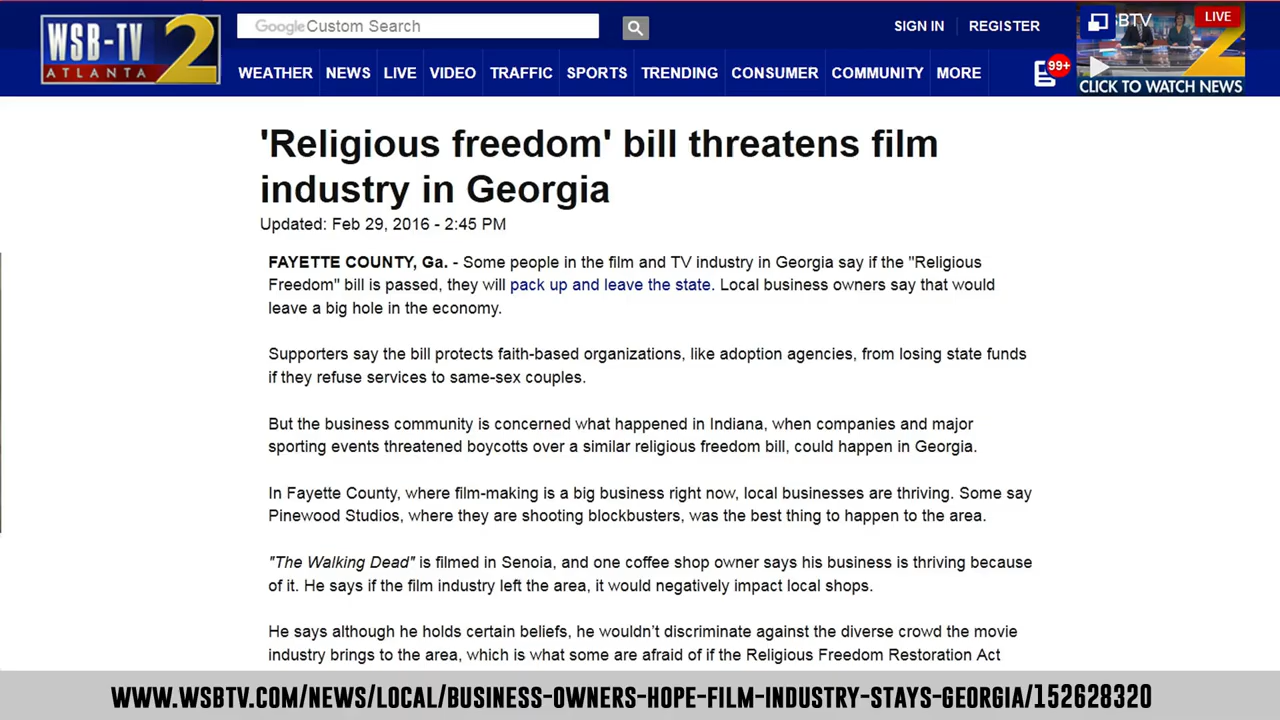 WSB-TV 2
ATLANTA
Google Custom Search
SIGN IN
REGISTER
WSBTV
LIVE
WEATHER NEWS LIVE VIDEO TRAFFIC SPORTS TRENDING CONSUMER COMMUNITY MORE
99+
CLICK TO WATCH NEWS
'Religious freedom' bill threatens film
industry in Georgia
Updated: Feb 29, 2016 - 2:45 PM
FAYETTE COUNTY, Ga. - Some people in the film and TV industry in Georgia say if the "Religious
Freedom" bill is passed, they will pack up and leave the state. Local business owners say that would
leave a big hole in the economy.
Supporters say the bill protects faith-based organizations, like adoption agencies, from losing state funds
if they refuse services to same-sex couples.
But the business community is concerned what happened in Indiana, when companies and major
sporting events threatened boycotts over a similar religious freedom bill, could happen in Georgia.
In Fayette County, where film-making is a big business right now, local businesses are thriving. Some say
Pinewood Studios, where they are shooting blockbusters, was the best thing to happen to the area.
"The Walking Dead" is filmed in Senoia, and one coffee shop owner says his business is thriving because
of it. He says if the film industry left the area, it would negatively impact local shops.
He says although he holds certain beliefs, he wouldn't discriminate against the diverse crowd the movie
industry brings to the area, which is what some are afraid of if the Religious Freedom Restoration Act
WWW.WSBTV.COM/NEWS/LOCAL/BUSINESS-OWNERS-HOPE-FILM-INDUSTRY-STAYS-GEORGIA/152628320